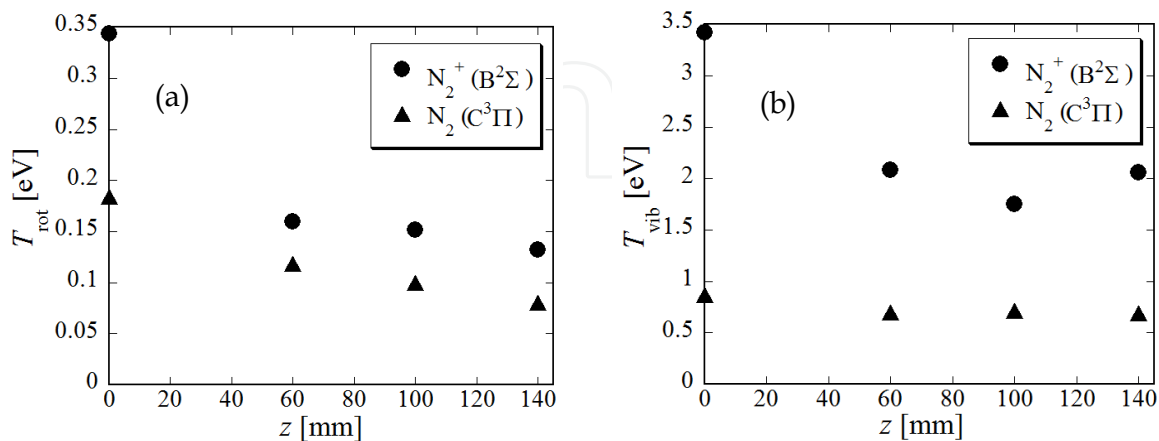 0.35
0.3
0.25
0.2
0.15
0.1
0.05
0
T_rot [eV]
(a)
N₂⁺ (B²Σ )
N₂ (C³Π)
0 20 40 60 80 100 120 140
z [mm]
3.5
3
2.5
2
1.5
1
0.5
0
T_vib [eV]
(b)
N₂⁺ (B²Σ )
N₂ (C³Π)
0 20 40 60 80 100 120 140
z [mm]